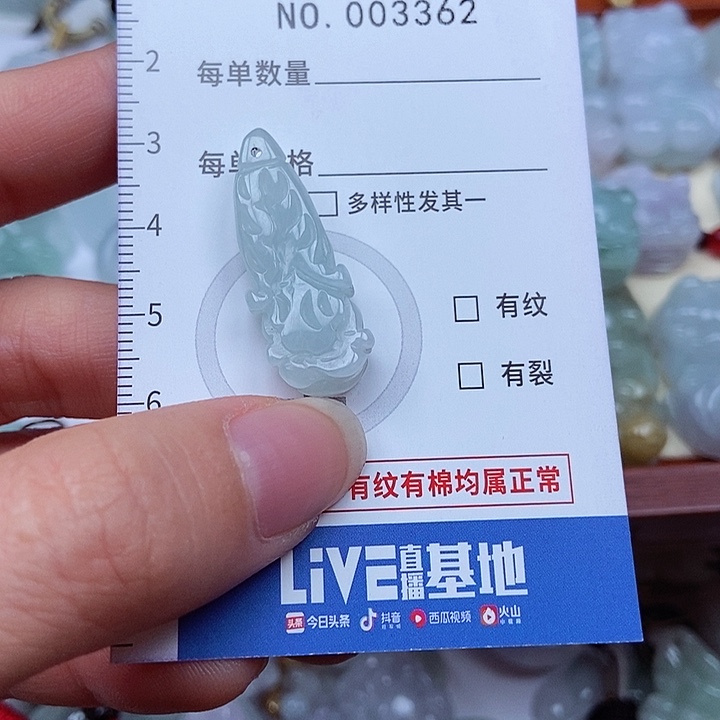 NO. 003362
2
每单数量
3
每单 格
多样性发其一
4
5
有纹
有裂
6
有纹有棉均属正常
LiVE直播基地
头条 今日头条 抖音 西瓜视频 火山